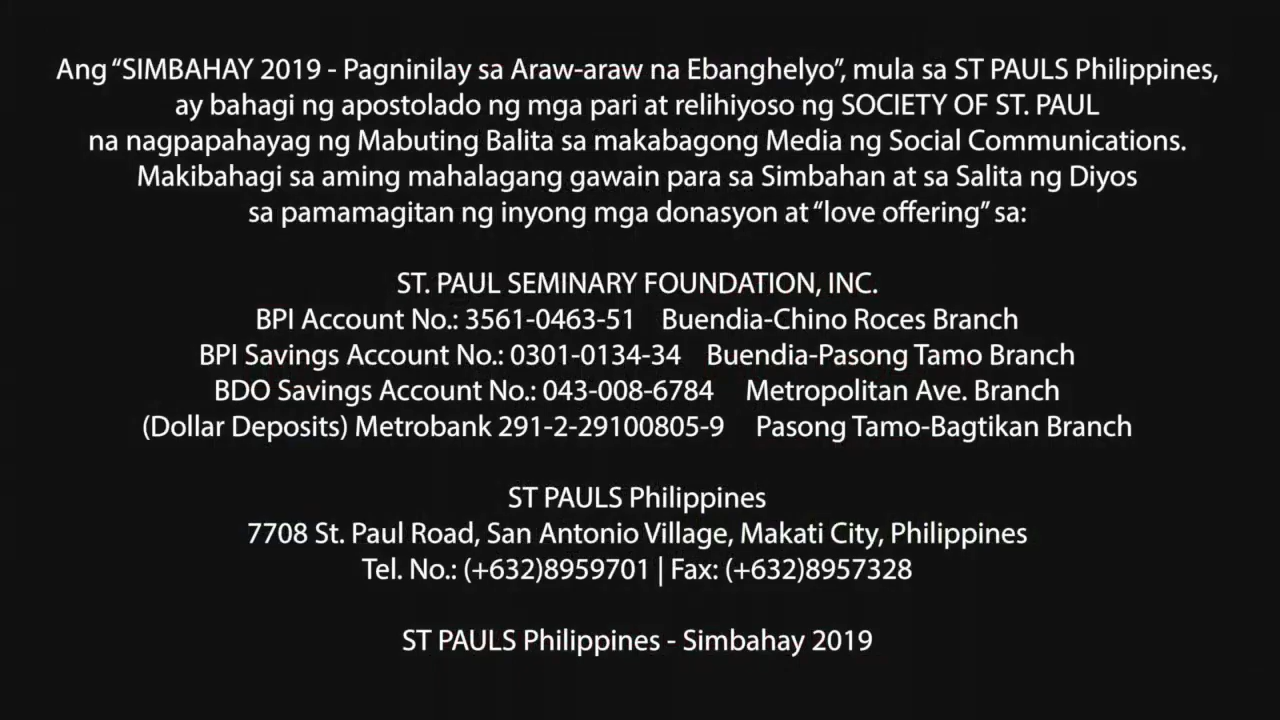 Ang “SIMBAHAY 2019 - Pagninilay sa Araw-araw na Ebanghelyo”, mula sa ST PAULS Philippines,
ay bahagi ng apostolado ng mga pari at relihiyoso ng SOCIETY OF ST. PAUL
na nagpapahayag ng Mabuting Balita sa makabagong Media ng Social Communications.
Makibahagi sa aming mahalagang gawain para sa Simbahan at sa Salita ng Diyos
sa pamamagitan ng inyong mga donasyon at “love offering” sa:
ST. PAUL SEMINARY FOUNDATION, INC.
BPI Account No.: 3561-0463-51 Buendia-Chino Roces Branch
BPI Savings Account No.: 0301-0134-34 Buendia-Pasong Tamo Branch
BDO Savings Account No.: 043-008-6784 Metropolitan Ave. Branch
(Dollar Deposits) Metrobank 291-2-29100805-9 Pasong Tamo-Bagtikan Branch
ST PAULS Philippines
7708 St. Paul Road, San Antonio Village, Makati City, Philippines
Tel. No.: (+632)8959701 | Fax: (+632)8957328
ST PAULS Philippines - Simbahay 2019